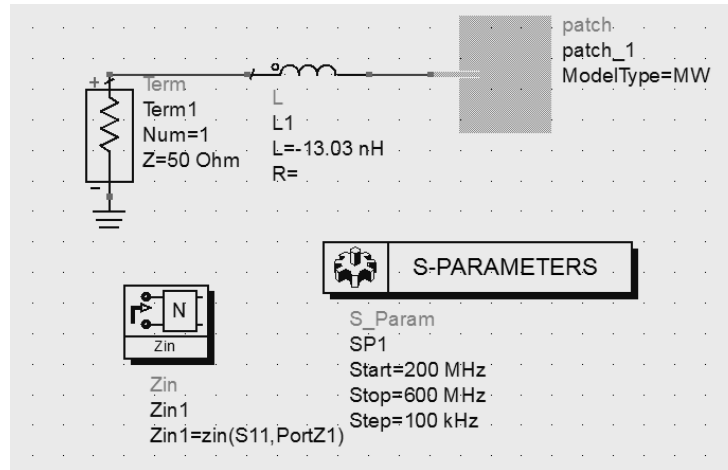 patch
patch_1
ModelType=MW
Term
Term1
Num=1
Z=50 Ohm
L
L1
L=-13.03 nH
R=
S-PARAMETERS
S_Param
SP1
Start=200 MHz
Stop=600 MHz
Step=100 kHz
N
Zin
Zin
Zin1
Zin1=zin(S11,PortZ1)